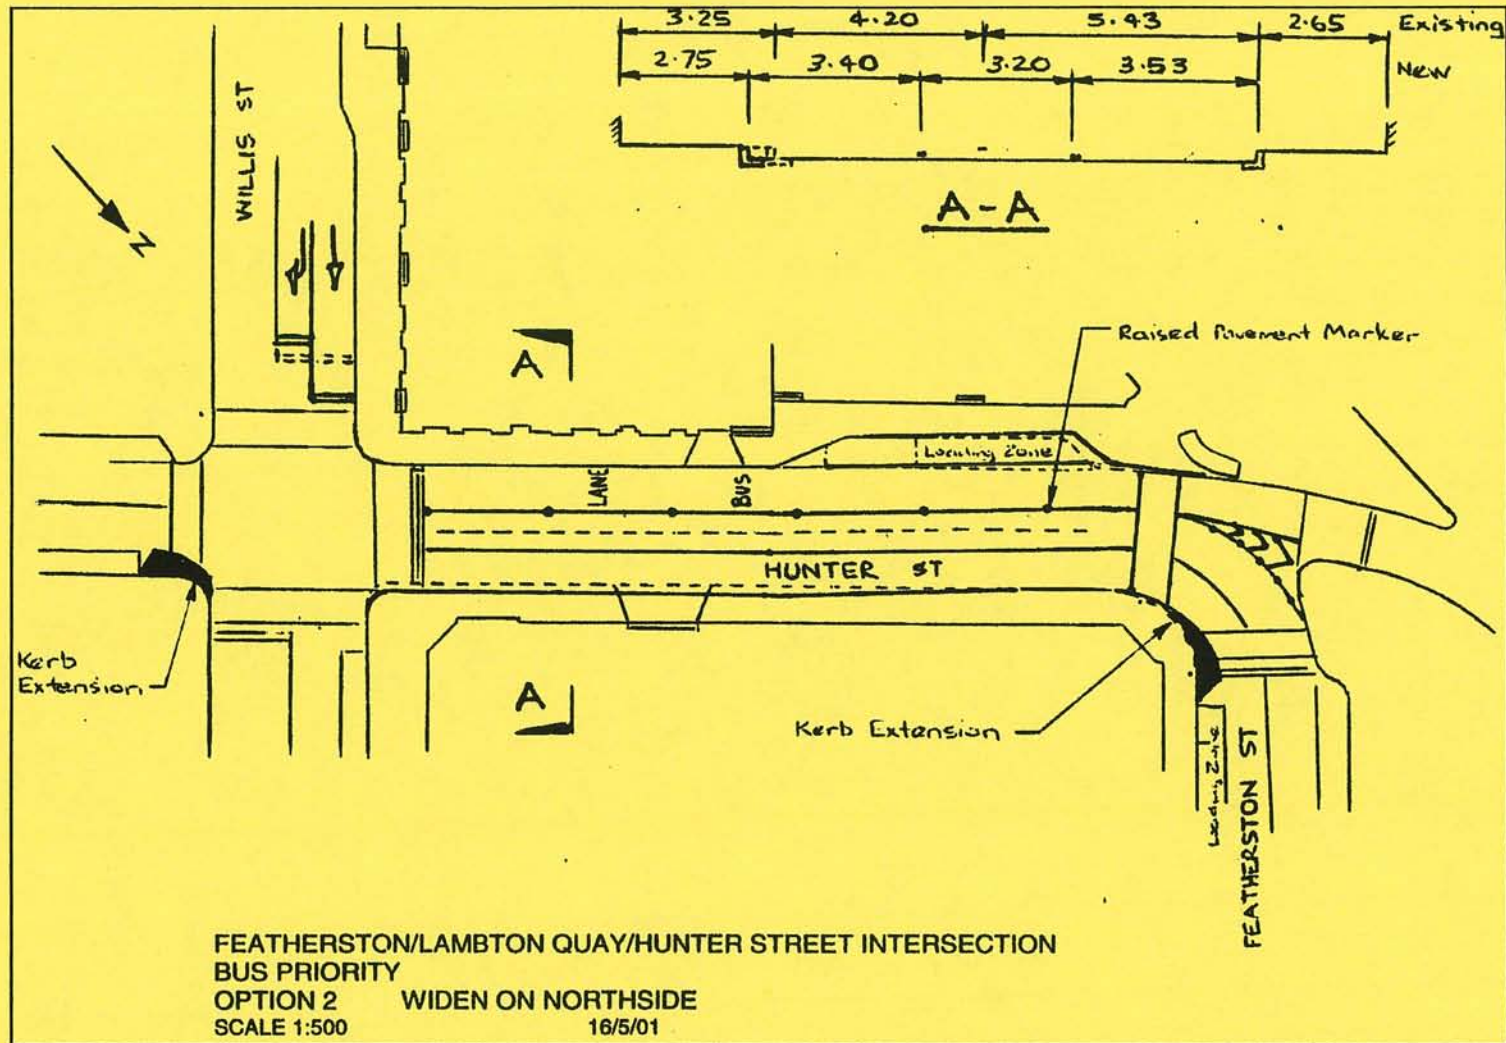 3.25 4.20 5.43 2.65 Existing
2.75 3.40 3.20 3.53 New
WILLIS ST
N
A-A
Raised Pavement Marker
A
Loading Zone
LANE
BUS
HUNTER ST
Kerb
Extension
A
Kerb Extension
Loading Zone
FEATHERSTON ST
FEATHERSTON/LAMBTON QUAY/HUNTER STREET INTERSECTION
BUS PRIORITY
OPTION 2 WIDEN ON NORTHSIDE
SCALE 1:500 16/5/01